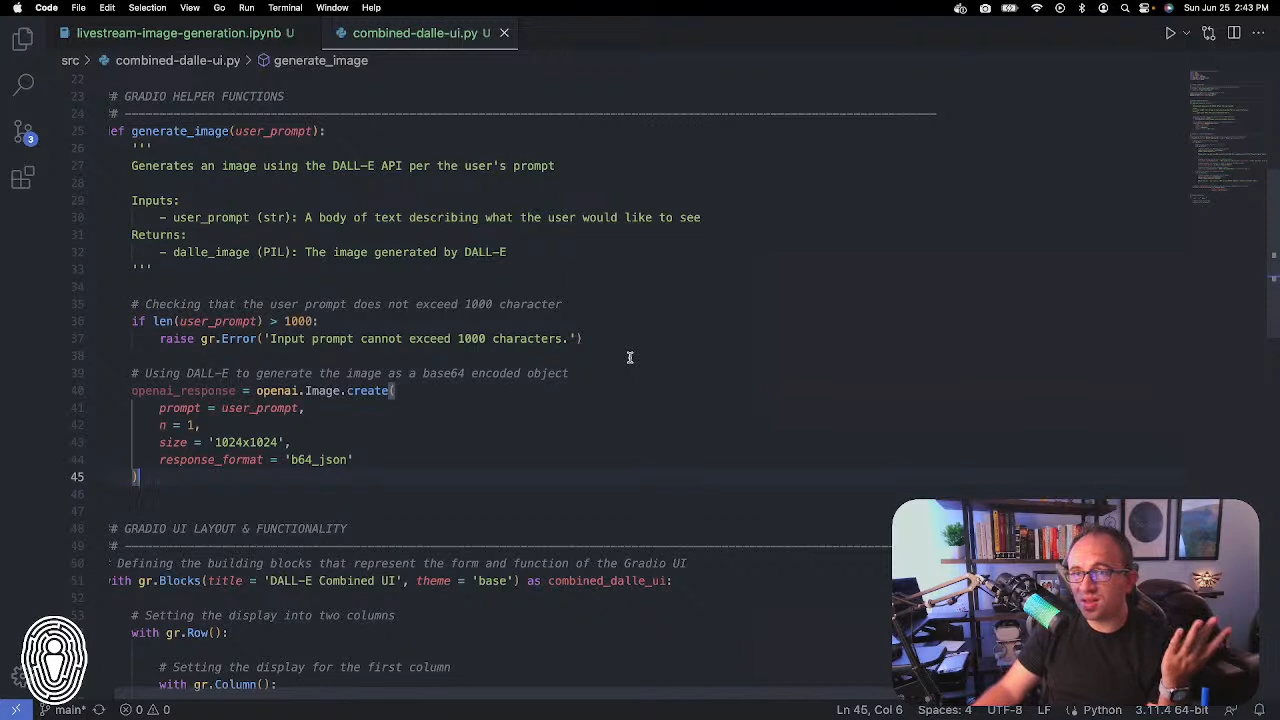 Code File Edit Selection View Go Run Terminal Window Help Sun Jun 25 2:43 PM
livestream-image-generation.ipynb U combined-dalle-ui.py U
src > combined-dalle-ui.py > generate_image
22
23 # GRADIO HELPER FUNCTIONS
24
25 ef generate_image(user_prompt):
26 '''
27 Generates an image using the DALL-E API per the user's prompt
28
29 Inputs:
30 - user_prompt (str): A body of text describing what the user would like to see
31 Returns:
32 - dalle_image (PIL): The image generated by DALL-E
33 '''
34
35 # Checking that the user prompt does not exceed 1000 character
36 if len(user_prompt) > 1000:
37 raise gr.Error('Input prompt cannot exceed 1000 characters.')
38
39 # Using DALL-E to generate the image as a base64 encoded object
40 openai_response = openai.Image.create(
41 prompt = user_prompt,
42 n = 1,
43 size = '1024x1024',
44 response_format = 'b64_json'
45 )
46
47
48 # GRADIO UI LAYOUT & FUNCTIONALITY
49
50 Defining the building blocks that represent the form and function of the Gradio UI
51 ith gr.Blocks(title = 'DALL-E Combined UI', theme = 'base') as combined_dalle_ui:
52
53 # Setting the display into two columns
54 with gr.Row():
55
56 # Setting the display for the first column
57 with gr.Column():
3
main* 0 0 Ln 45, Col 6 Spaces: 4 UTF-8 LF Python 3.11.4 64-bit